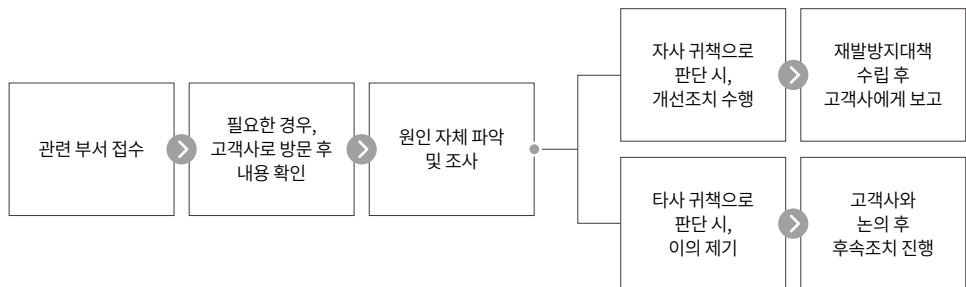 관련 부서 접수
필요한 경우,
고객사로 방문 후
내용 확인
원인 자체 파악
및 조사
자사 귀책으로
판단 시,
개선조치 수행
재발방지대책
수립 후
고객사에게 보고
타사 귀책으로
판단 시,
이의 제기
고객사와
논의 후
후속조치 진행